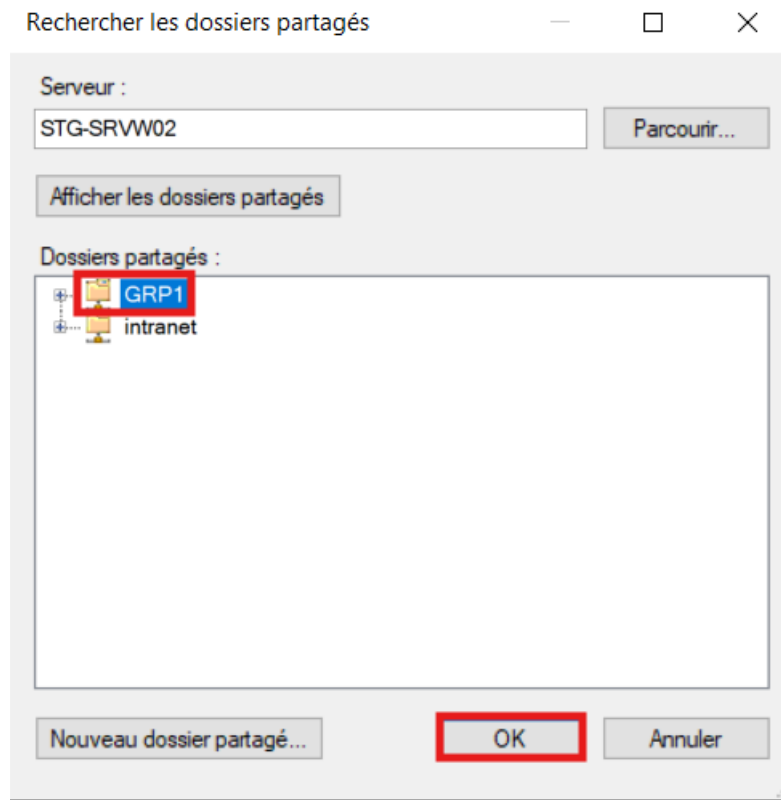 Rechercher les dossiers partagés
Serveur :
STG-SRVW02
Parcourir...
Afficher les dossiers partagés
Dossiers partagés :
GRP1
intranet
Nouveau dossier partagé...
OK
Annuler